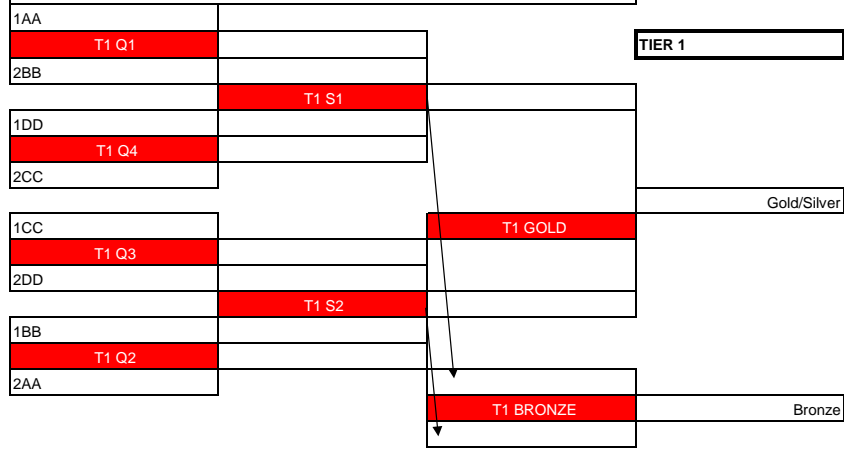 1AA
T1 Q1
TIER 1
2BB
T1 S1
1DD
T1 Q4
2CC
Gold/Silver
1CC
T1 GOLD
T1 Q3
2DD
T1 S2
1BB
T1 Q2
2AA
T1 BRONZE
Bronze